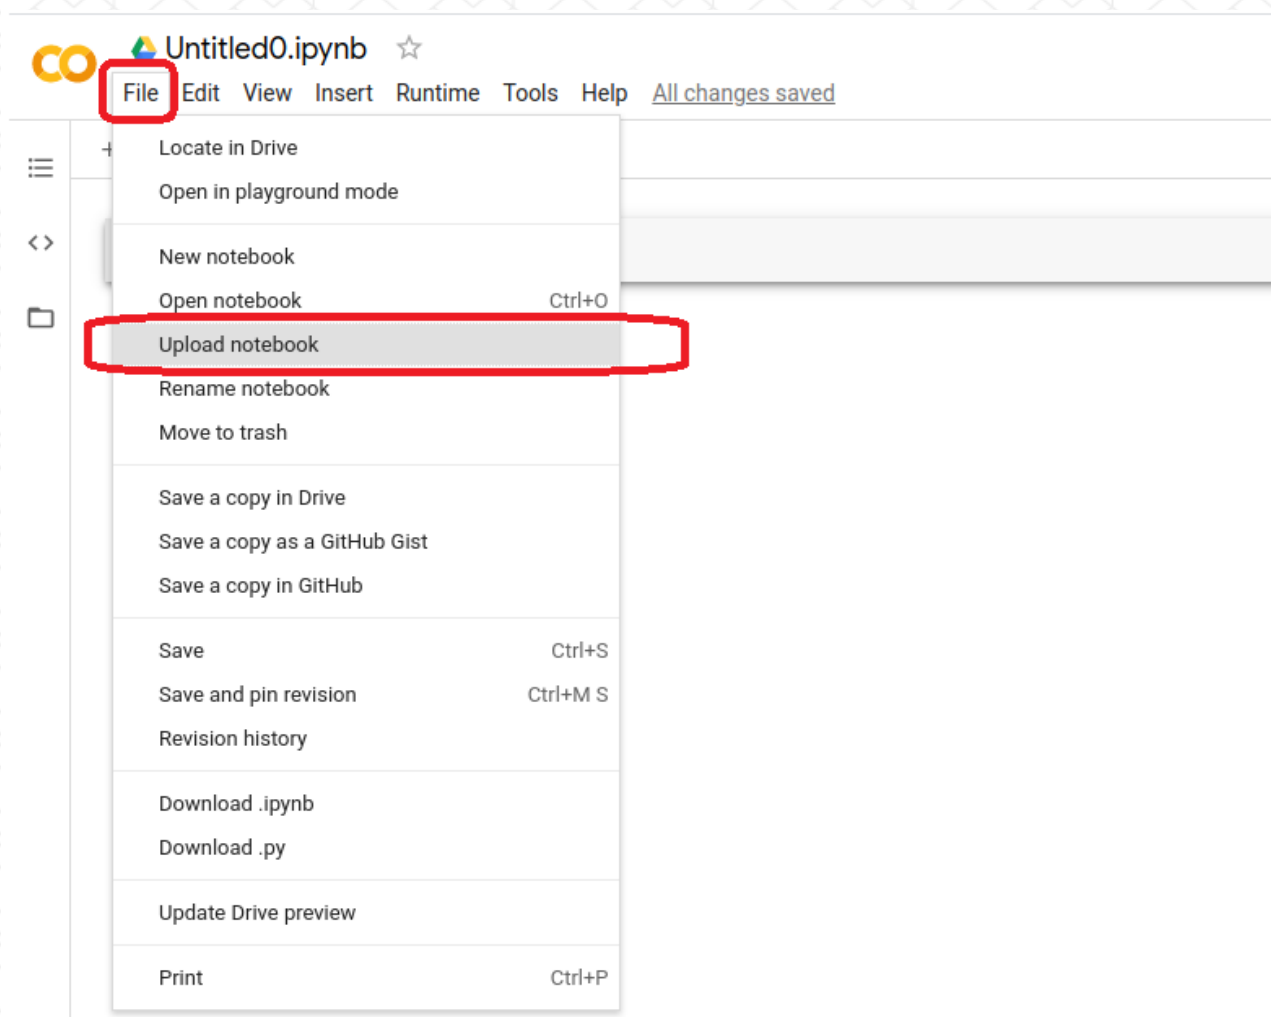 Untitled0.ipynb
File Edit View Insert Runtime Tools Help All changes saved
Locate in Drive
Open in playground mode
New notebook
Open notebook Ctrl+O
Upload notebook
Rename notebook
Move to trash
Save a copy in Drive
Save a copy as a GitHub Gist
Save a copy in GitHub
Save Ctrl+S
Save and pin revision Ctrl+M S
Revision history
Download .ipynb
Download .py
Update Drive preview
Print Ctrl+P